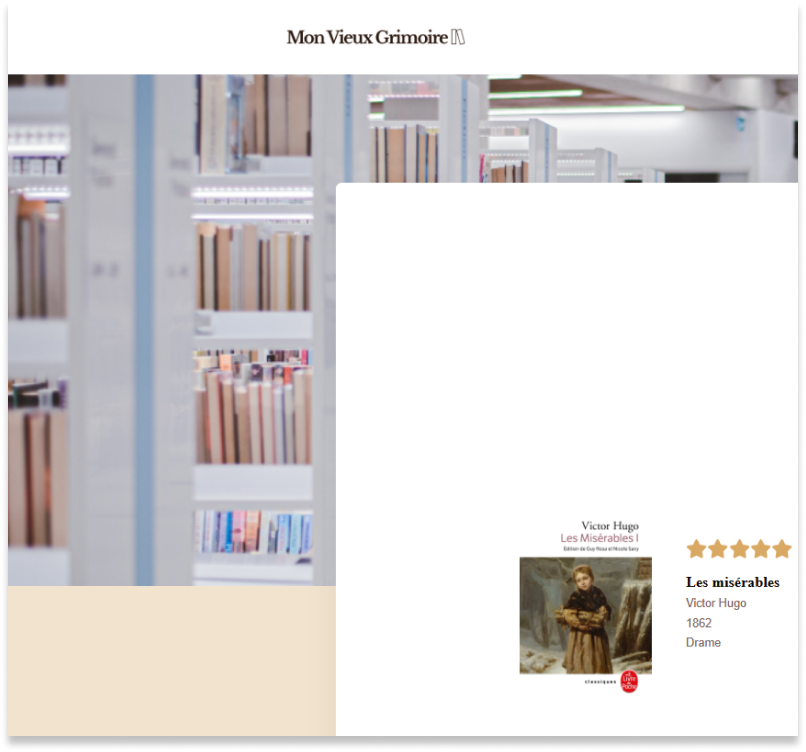 Mon Vieux Grimoire
Victor Hugo
Les Misérables I
Édition de Guy Rosa et Nicole Savy
classiques
Le
Livre
de
Poche
Les misérables
Victor Hugo
1862
Drame